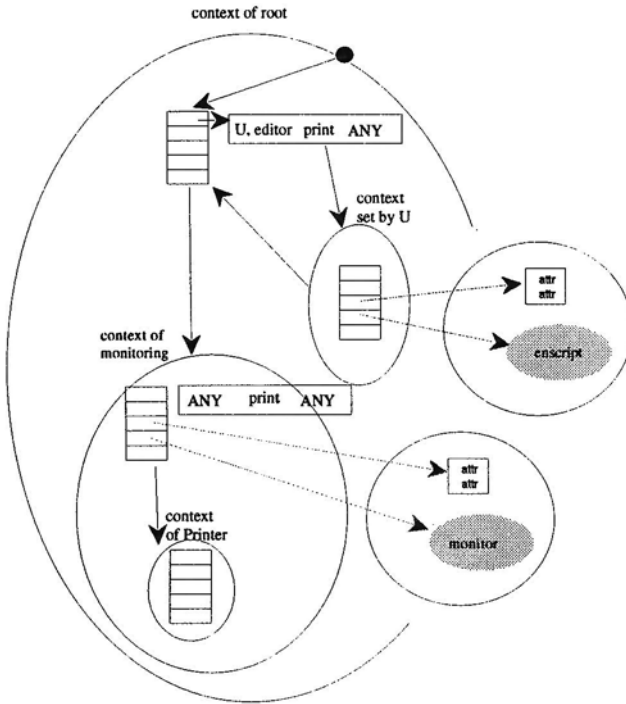 context of root
U, editor print ANY
context
set by U
attr
attr
enscript
context of
monitoring
ANY print ANY
attr
attr
monitor
context
of Printer